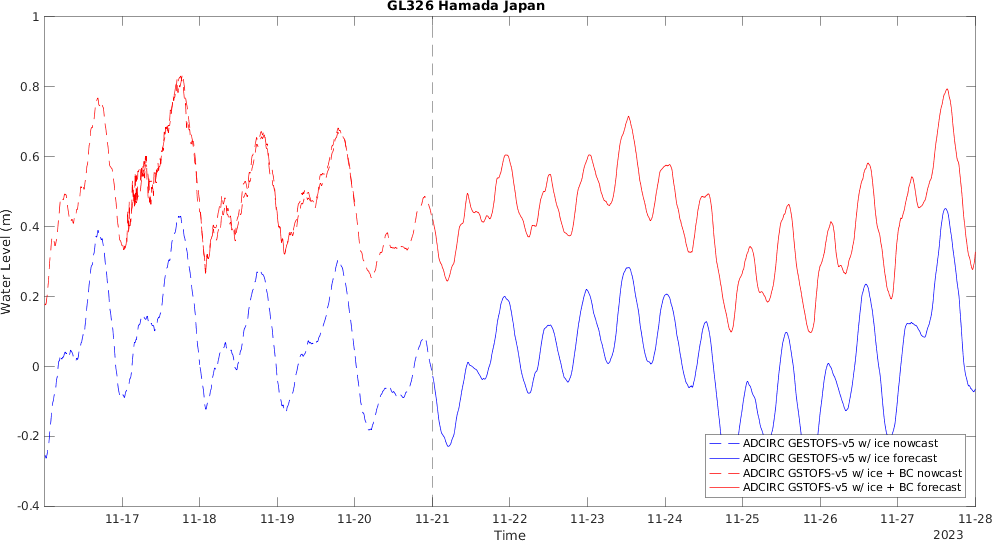 GL326 Hamada Japan
1
0.8
0.6
0.4
0.2
0
-0.2
-0.4
Water Level (m)
ADCIRC GESTOFS-v5 w/ ice nowcast
ADCIRC GESTOFS-v5 w/ ice forecast
ADCIRC GSTOFS-v5 w/ ice + BC nowcast
ADCIRC GSTOFS-v5 w/ ice + BC forecast
11-17 11-18 11-19 11-20 11-21 11-22 11-23 11-24 11-25 11-26 11-27 11-28
Time
2023